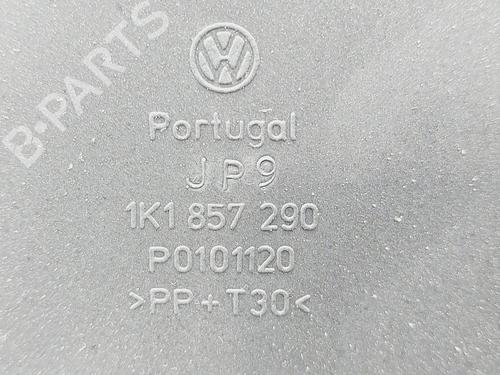 B-PARTS
Portugal
JP9
1K1 857 290
P0101120
>PP+T30<